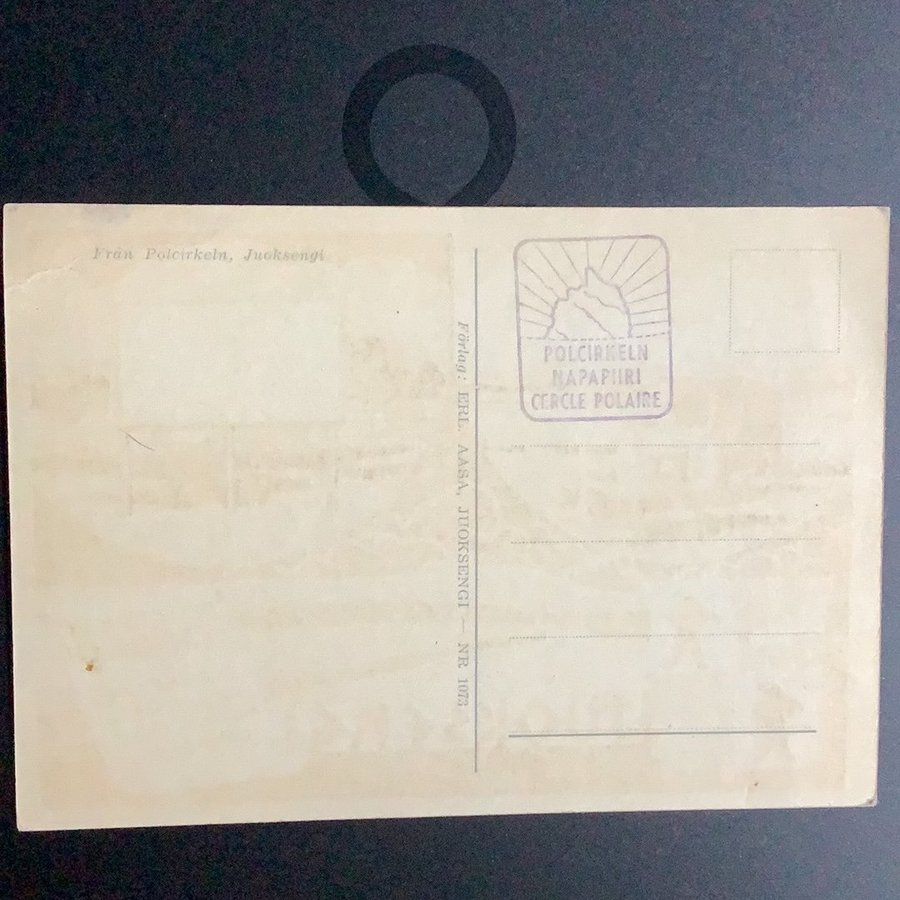 Från Polcirkeln, Juoksengi
Förlag: ERL. AASA, JUOKSENGI — NR. 1073
POLCIRKELN
NAPAPIIRI
CERCLE POLAIRE